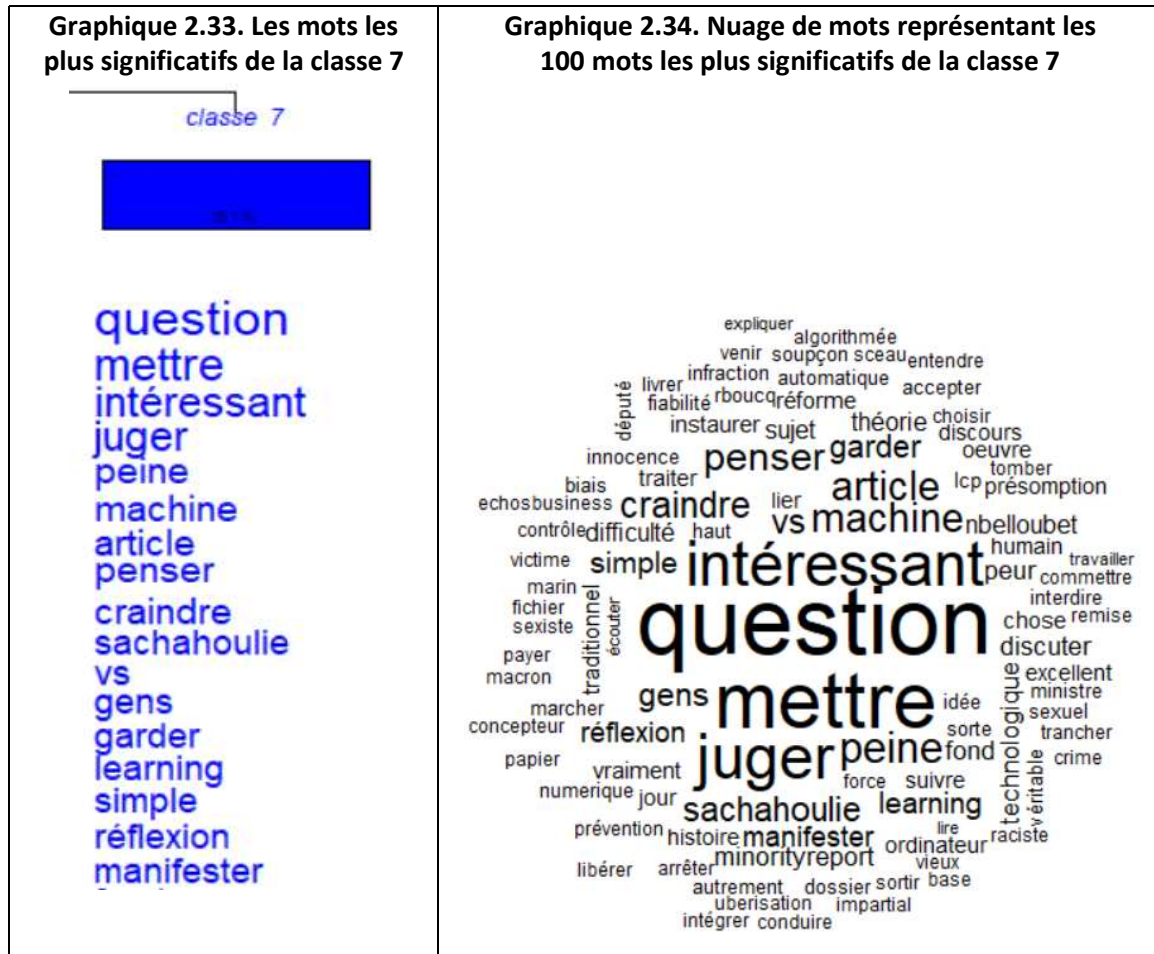 Graphique 2.33. Les mots les
plus significatifs de la classe 7
classe 7
question
mettre
intéressant
juger
peine
machine
article
penser
craindre
sachahoulie
vs
gens
garder
learning
simple
réflexion
manifester
Graphique 2.34. Nuage de mots représentant les
100 mots les plus significatifs de la classe 7
expliquer
algorithmée
venir soupçon sceau entendre
infraction automatique accepter
député livrer
fiabilité rboucq réforme
théorie choisir
instaurer sujet discours
innocence penser garder oeuvre
tomber
biais traiter article lcp présomption
echosbusiness craindre lier
vs machine nbelloubet
contrôle difficulté haut
victime simple intéressant humain travailler
peur commettre
marin traditionnel écouter interdire
fichier question chose remise
sexiste discuter
payer
macron technologique excellent
gens mettre idée ministre
marcher sexuel
concepteur réflexion sorte trancher
juger peine fond véritable crime
papier vraiment
force suivre
numerique jour sachahoulie learning
prévention histoire manifester lire raciste
ordinateur
libérer arrêter minorityreport vieux
autrement dossier sortir base
uberisation impartial
intégrer conduire